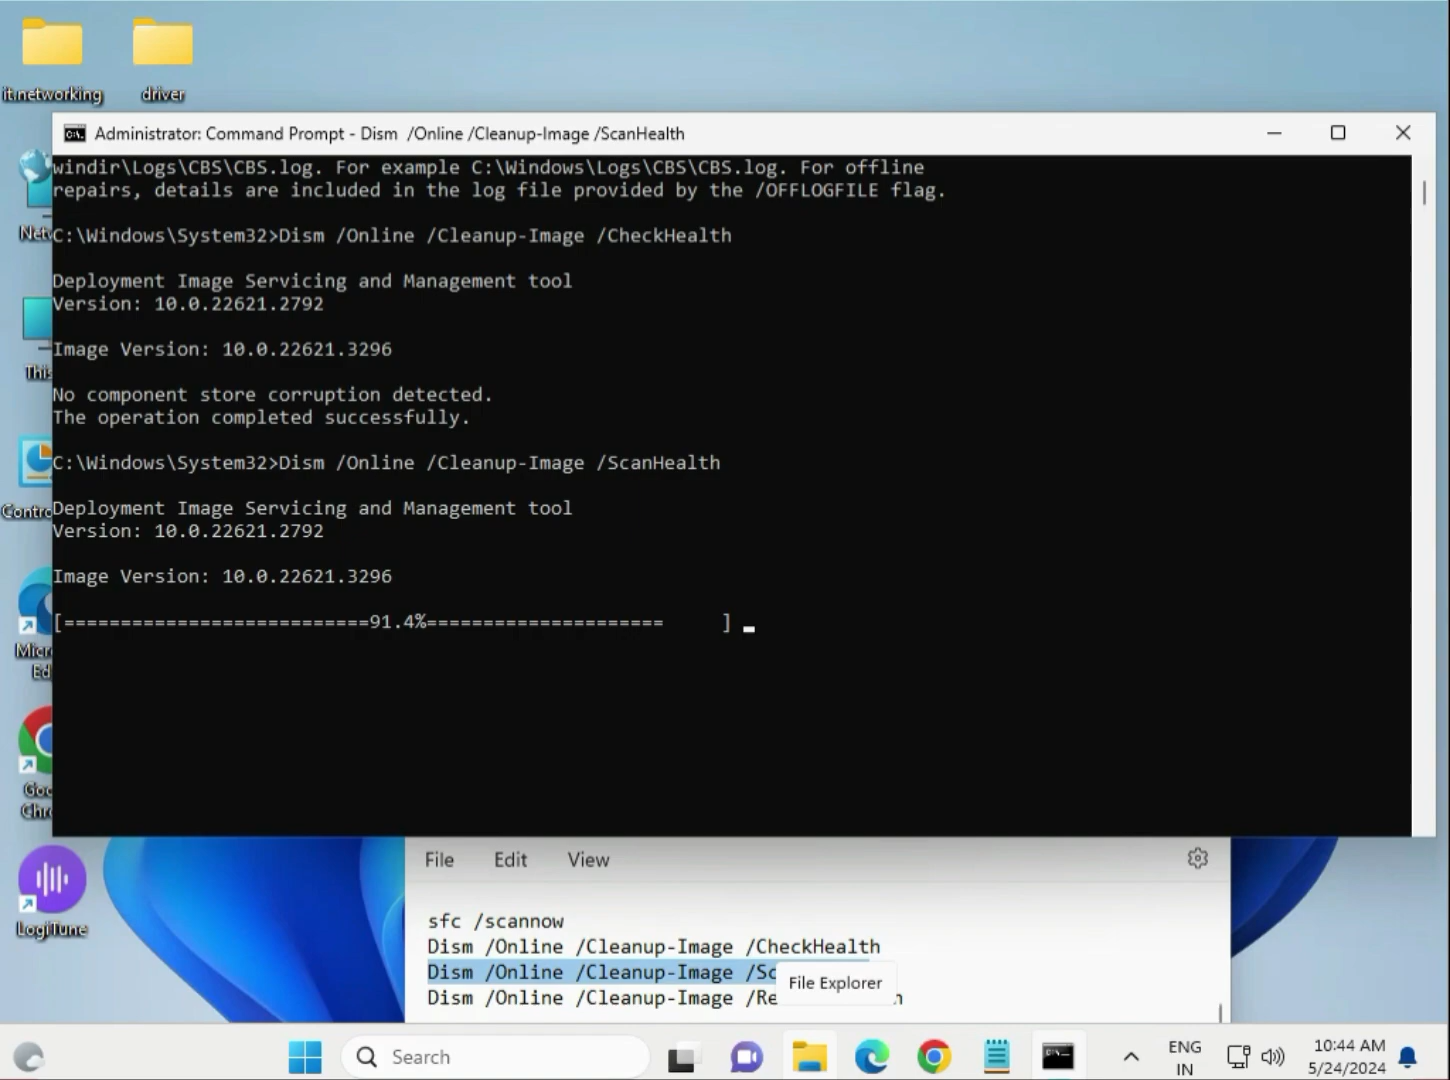 it.networking
driver
Administrator: Command Prompt - Dism /Online /Cleanup-Image /ScanHealth
windir\Logs\CBS\CBS.log. For example C:\Windows\Logs\CBS\CBS.log. For offline
repairs, details are included in the log file provided by the /OFFLOGFILE flag.
C:\Windows\System32>Dism /Online /Cleanup-Image /CheckHealth
Deployment Image Servicing and Management tool
Version: 10.0.22621.2792
Image Version: 10.0.22621.3296
No component store corruption detected.
The operation completed successfully.
C:\Windows\System32>Dism /Online /Cleanup-Image /ScanHealth
Deployment Image Servicing and Management tool
Version: 10.0.22621.2792
Image Version: 10.0.22621.3296
[===========================91.4%===================== ]
This
LogiTune
File Edit View
sfc /scannow
Dism /Online /Cleanup-Image /CheckHealth
Dism /Online /Cleanup-Image /Sc
Dism /Online /Cleanup-Image /Re
File Explorer
Search
ENG
IN
10:44 AM
5/24/2024